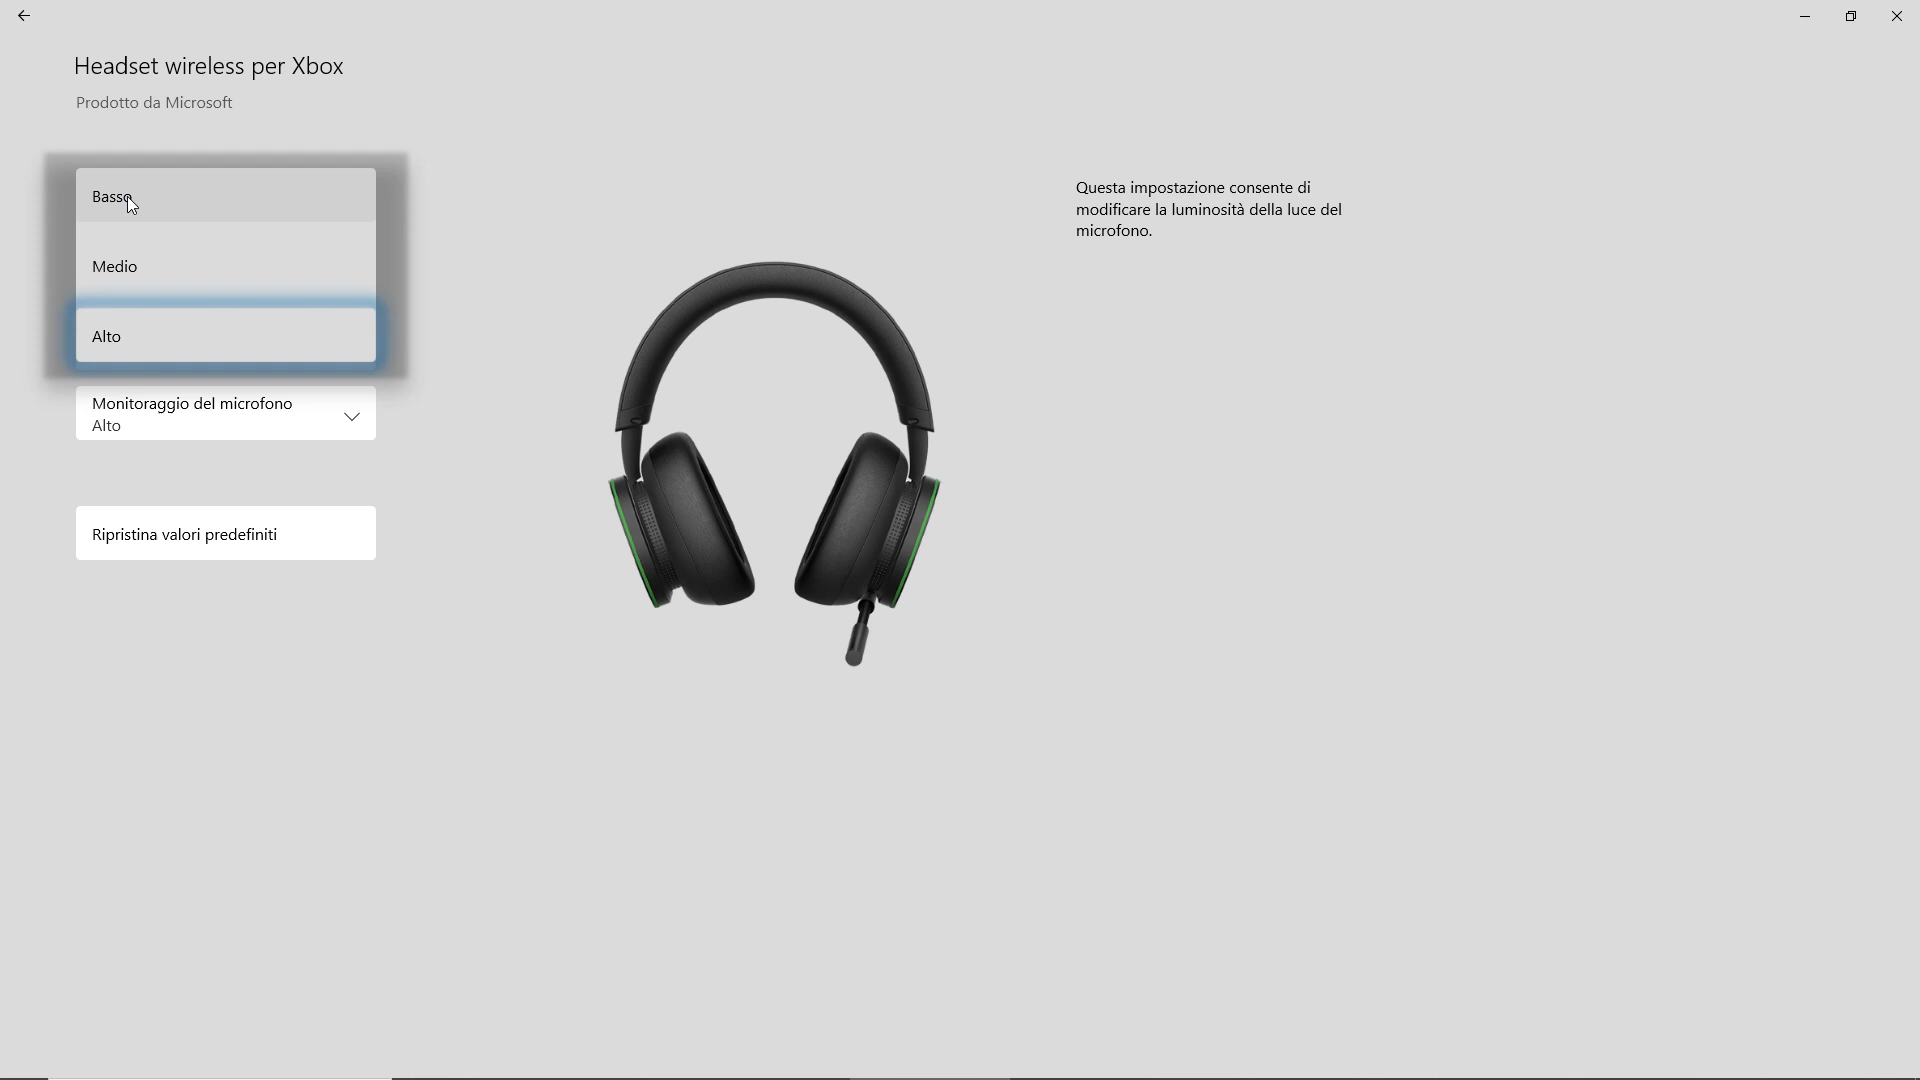 Headset wireless per Xbox
Prodotto da Microsoft
Basso
Medio
Alto
Monitoraggio del microfono
Alto
Ripristina valori predefiniti
Questa impostazione consente di
modificare la luminosità della luce del
microfono.